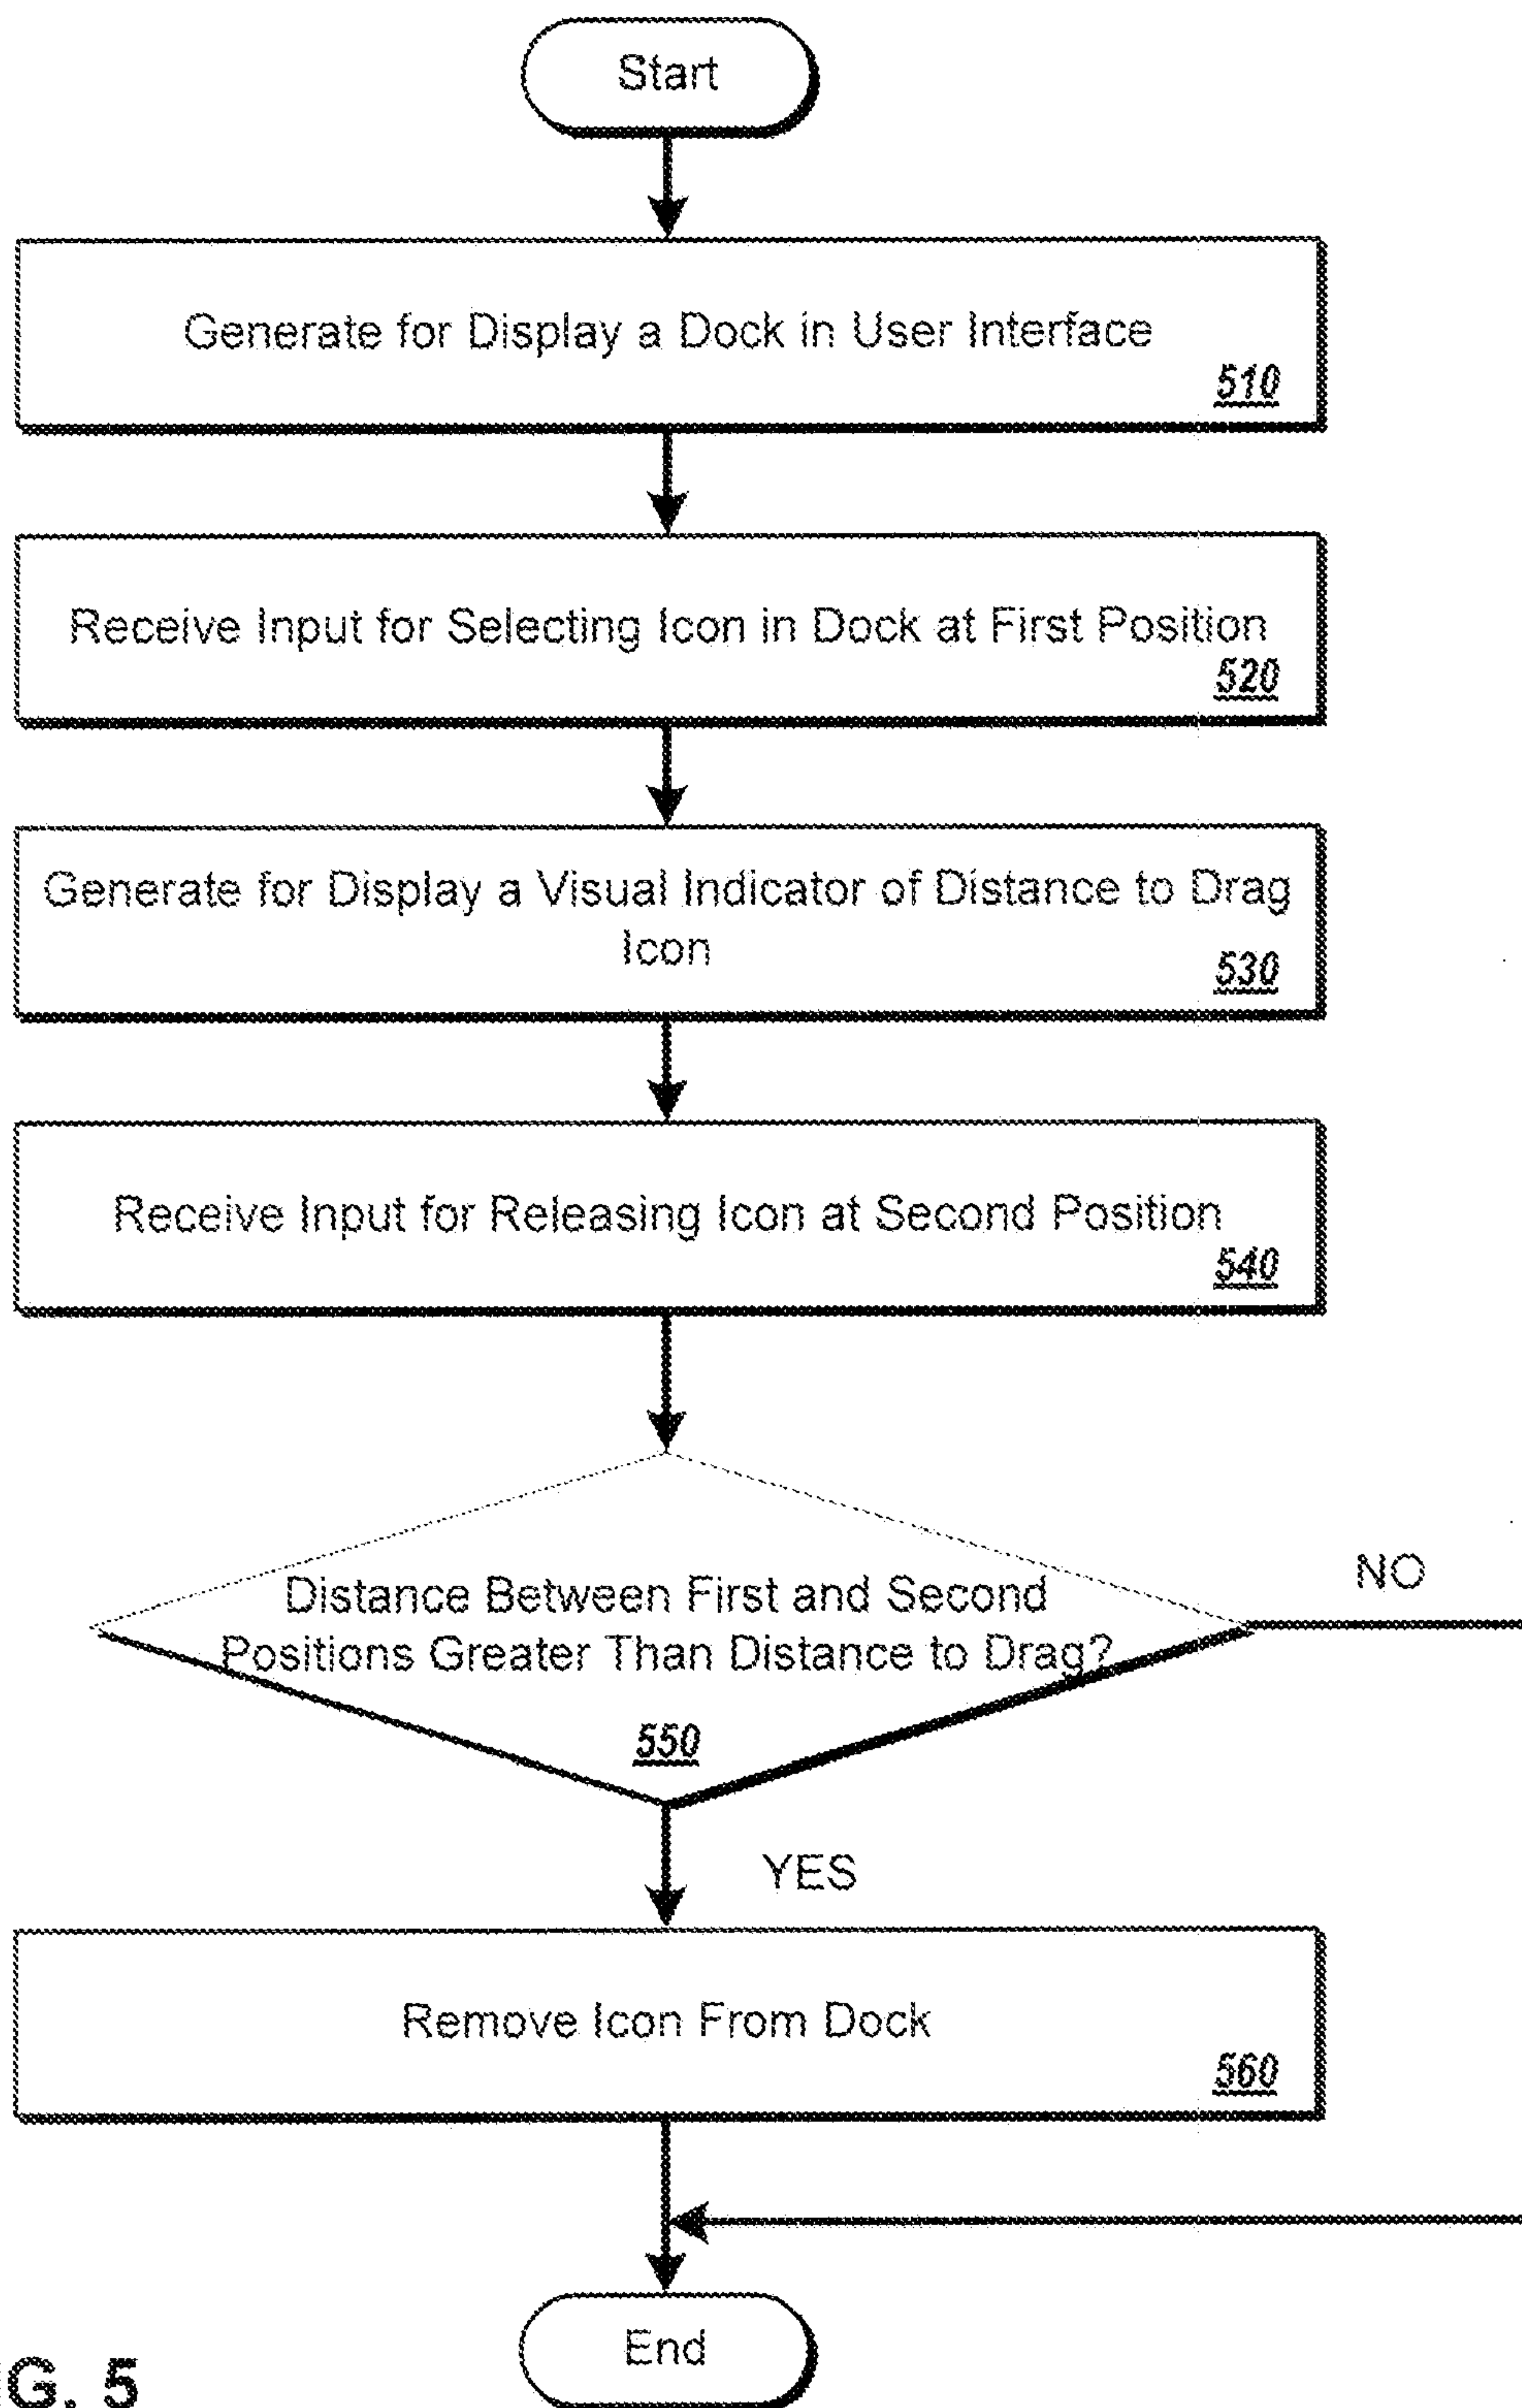 Start
Generate for Display a Dock in User Interface
510
Receive Input for Selecting Icon in Dock at First Position
520
Generate for Display a Visual Indicator of Distance to Drag
Icon
530
Receive Input for Releasing Icon at Second Position
540
NO
Distance Between First and Second
Positions Greater Than Distance to Drag?
550
YES
Remove Icon From Dock
560
End
G. 5